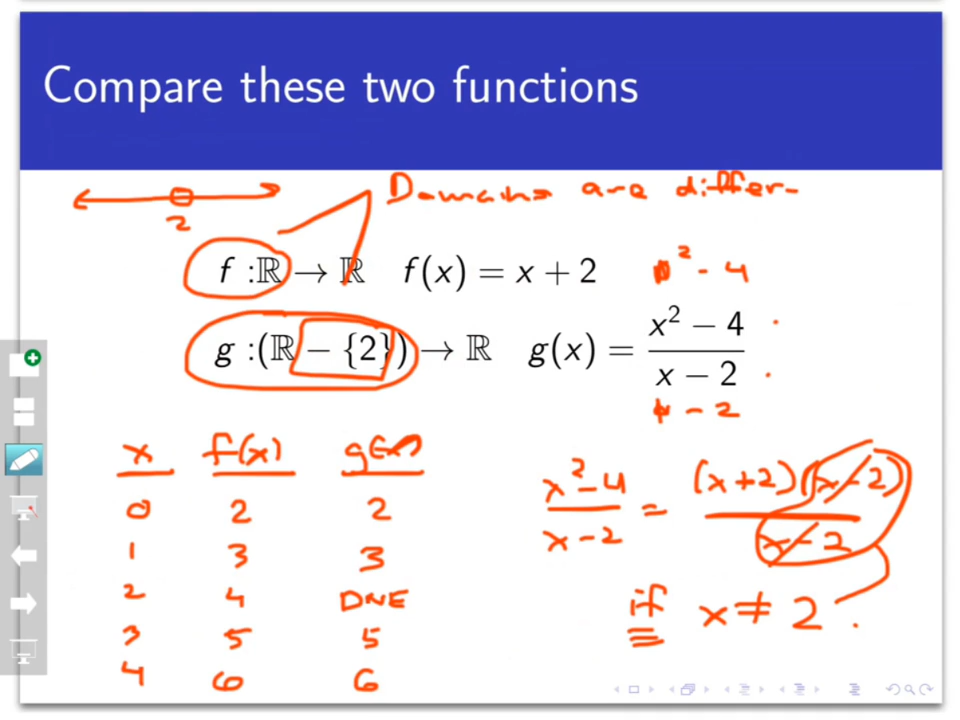 Compare these two functions
Domains are differ-
2
f : ℝ → ℝ f(x) = x + 2
² - 4
g : (ℝ - {2}) → ℝ g(x) = x² - 4 / x - 2
- 2
x f(x) g(x)
0 2 2
1 3 3
2 4 DNE
3 5 5
4 6 6
x² - 4 / x - 2 = (x + 2)(x - 2) / x - 2
if x ≠ 2.